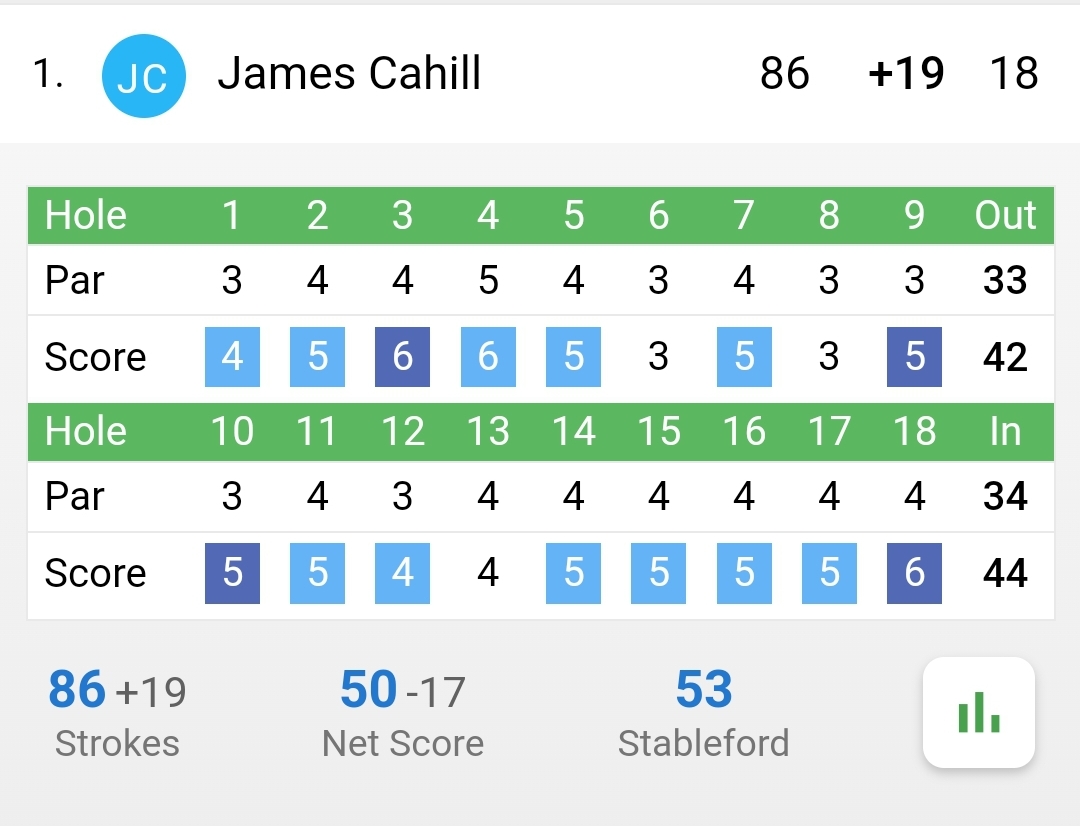 1. JC James Cahill 86 +19 18
Hole 1 2 3 4 5 6 7 8 9 Out
Par 3 4 4 5 4 3 4 3 3 33
Score 4 5 6 6 5 3 5 3 5 42
Hole 10 11 12 13 14 15 16 17 18 In
Par 3 4 3 4 4 4 4 4 4 34
Score 5 5 4 4 5 5 5 5 6 44
86 +19 50 -17 53
Strokes Net Score Stableford